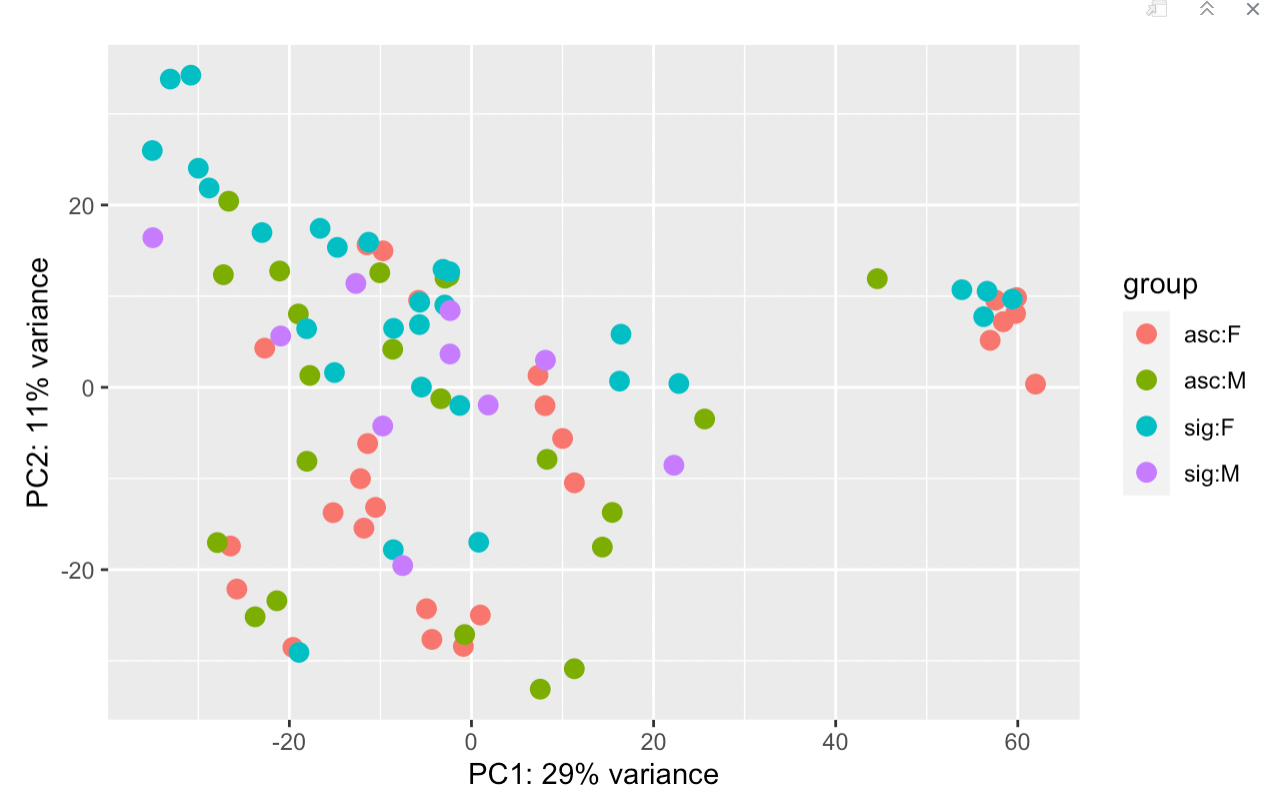 20
0
-20
PC2: 11% variance
-20
0
20
40
60
PC1: 29% variance
group
asc:F
asc:M
sig:F
sig:M